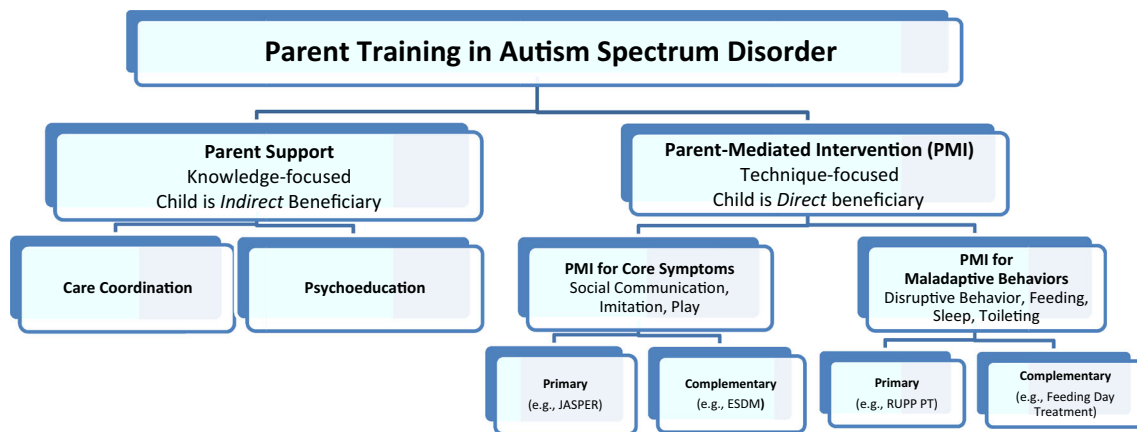 Parent Training in Autism Spectrum Disorder
Parent Support
Knowledge-focused
Child is Indirect Beneficiary
Parent-Mediated Intervention (PMI)
Technique-focused
Child is Direct beneficiary
Care Coordination
Psychoeducation
PMI for Core Symptoms
Social Communication,
Imitation, Play
PMI for
Maladaptive Behaviors
Disruptive Behavior, Feeding,
Sleep, Toileting
Primary
(e.g., JASPER)
Complementary
(e.g., ESDM)
Primary
(e.g., RUPP PT)
Complementary
(e.g., Feeding Day
Treatment)